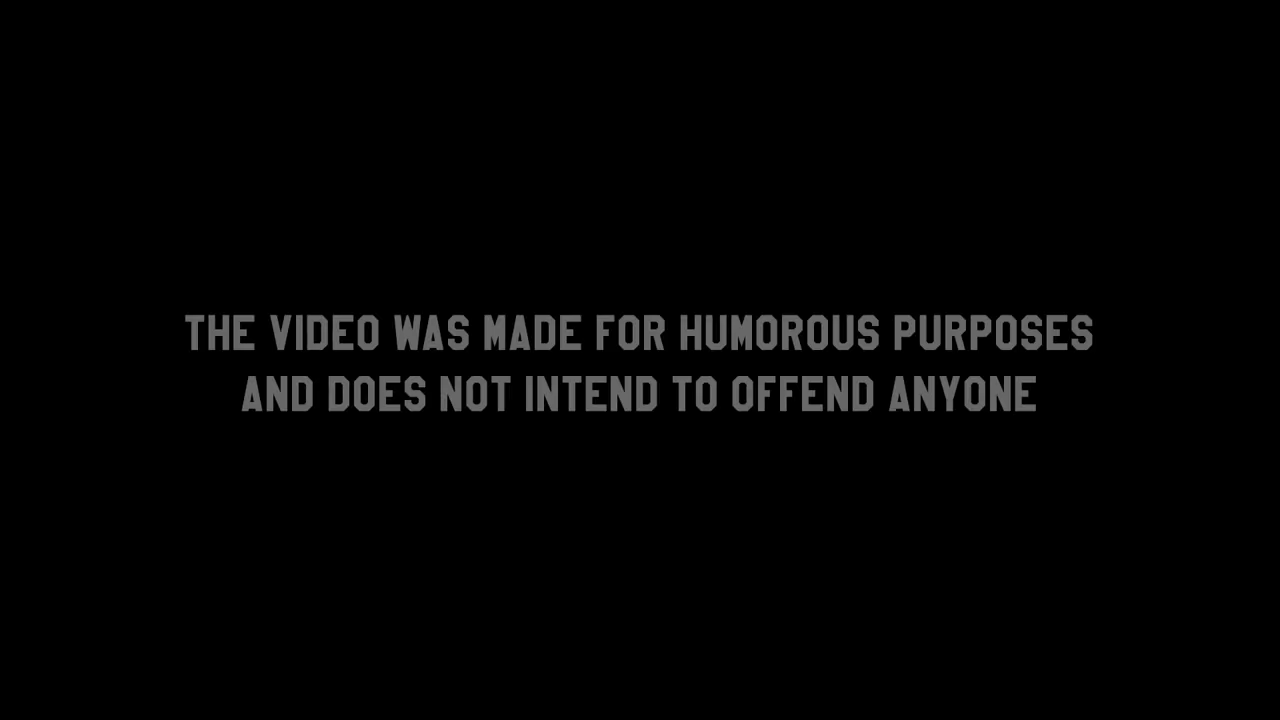 THE VIDEO WAS MADE FOR HUMOROUS PURPOSES
AND DOES NOT INTEND TO OFFEND ANYONE